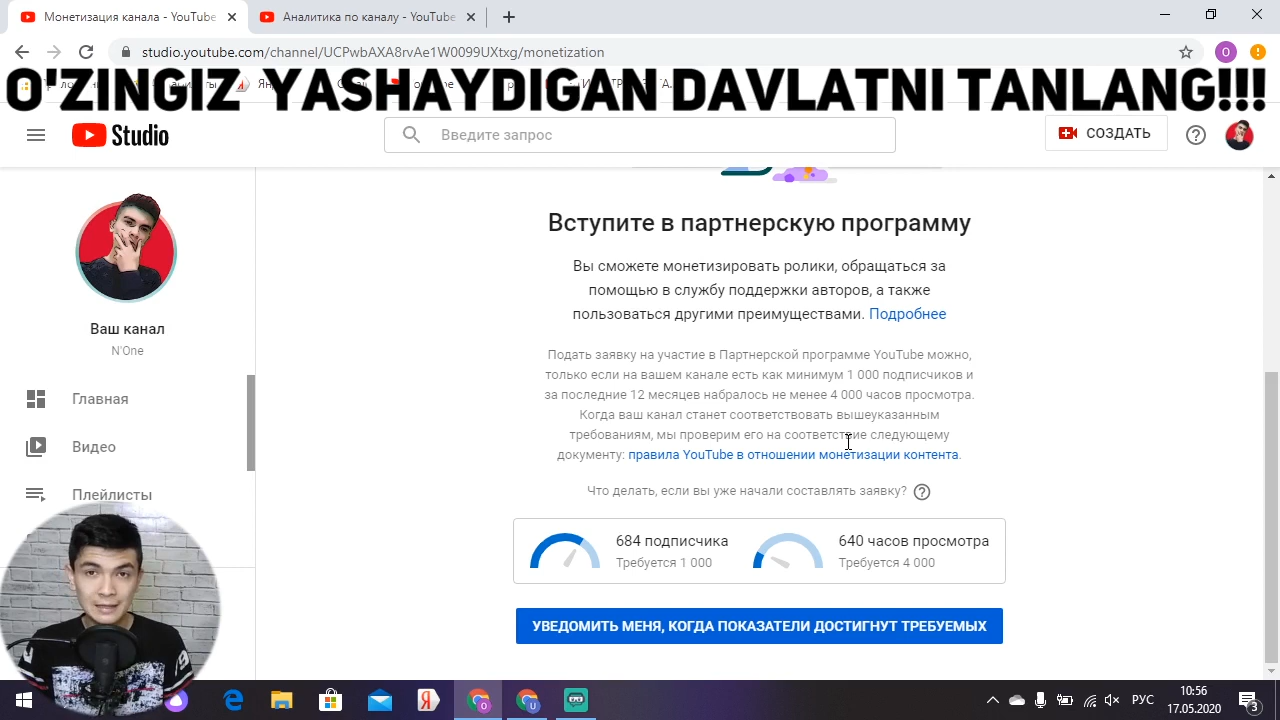 Монетизация канала - YouTube
Аналитика по каналу - YouTube
studio.youtube.com/channel/UCPwbAXA8rvAe1W0099UXtxg/monetization
O
O'ZINGIZ YASHAYDIGAN DAVLATNI TANLANG!!!
Studio
Введите запрос
СОЗДАТЬ
Вступите в партнерскую программу
Вы сможете монетизировать ролики, обращаться за
помощью в службу поддержки авторов, а также
пользоваться другими преимуществами. Подробнее
Ваш канал
N'One
Подать заявку на участие в Партнерской программе YouTube можно,
только если на вашем канале есть как минимум 1 000 подписчиков и
за последние 12 месяцев набралось не менее 4 000 часов просмотра.
Когда ваш канал станет соответствовать вышеуказанным
требованиям, мы проверим его на соответствие следующему
документу: правила YouTube в отношении монетизации контента.
Главная
Видео
Плейлисты
Что делать, если вы уже начали составлять заявку?
684 подписчика
Требуется 1 000
640 часов просмотра
Требуется 4 000
УВЕДОМИТЬ МЕНЯ, КОГДА ПОКАЗАТЕЛИ ДОСТИГНУТ ТРЕБУЕМЫХ
РУС
10:56
17.05.2020
3